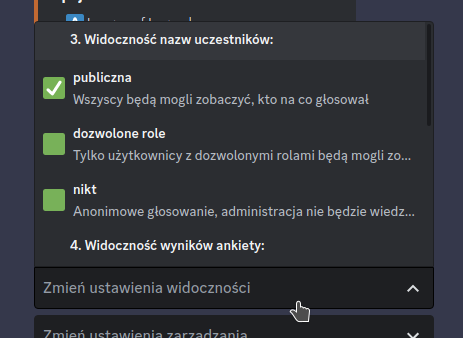 3. Widoczność nazw uczestników:
publiczna
Wszyscy będą mogli zobaczyć, kto na co głosował
dozwolone role
Tylko użytkownicy z dozwolonymi rolami będą mogli zo...
nikt
Anonimowe głosowanie, administracja nie będzie wiedz...
4. Widoczność wyników ankiety:
Zmień ustawienia widoczności
Zmień ustawienia zarządzania